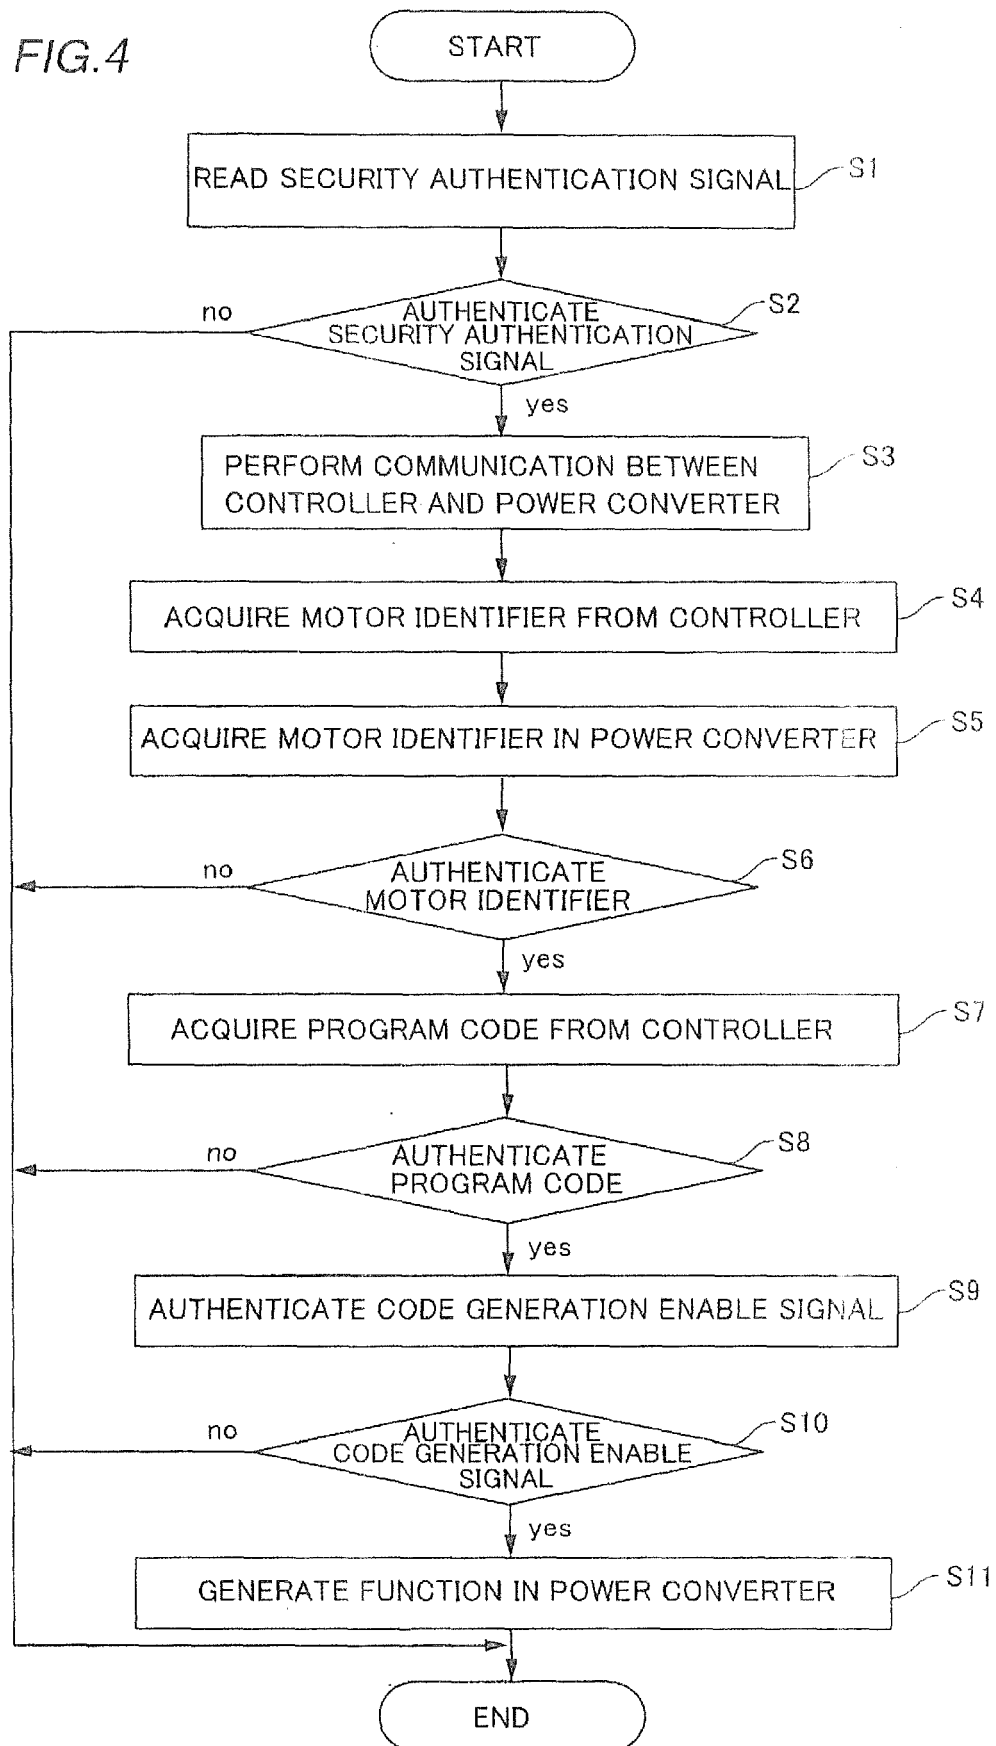 FIG.4
START
READ SECURITY AUTHENTICATION SIGNAL
S1
no
AUTHENTICATE
SECURITY AUTHENTICATION
SIGNAL
S2
yes
PERFORM COMMUNICATION BETWEEN
CONTROLLER AND POWER CONVERTER
S3
ACQUIRE MOTOR IDENTIFIER FROM CONTROLLER
S4
ACQUIRE MOTOR IDENTIFIER IN POWER CONVERTER
S5
no
AUTHENTICATE
MOTOR IDENTIFIER
S6
yes
ACQUIRE PROGRAM CODE FROM CONTROLLER
S7
no
AUTHENTICATE
PROGRAM CODE
S8
yes
AUTHENTICATE CODE GENERATION ENABLE SIGNAL
S9
no
AUTHENTICATE
CODE GENERATION ENABLE
SIGNAL
S10
yes
GENERATE FUNCTION IN POWER CONVERTER
S11
END